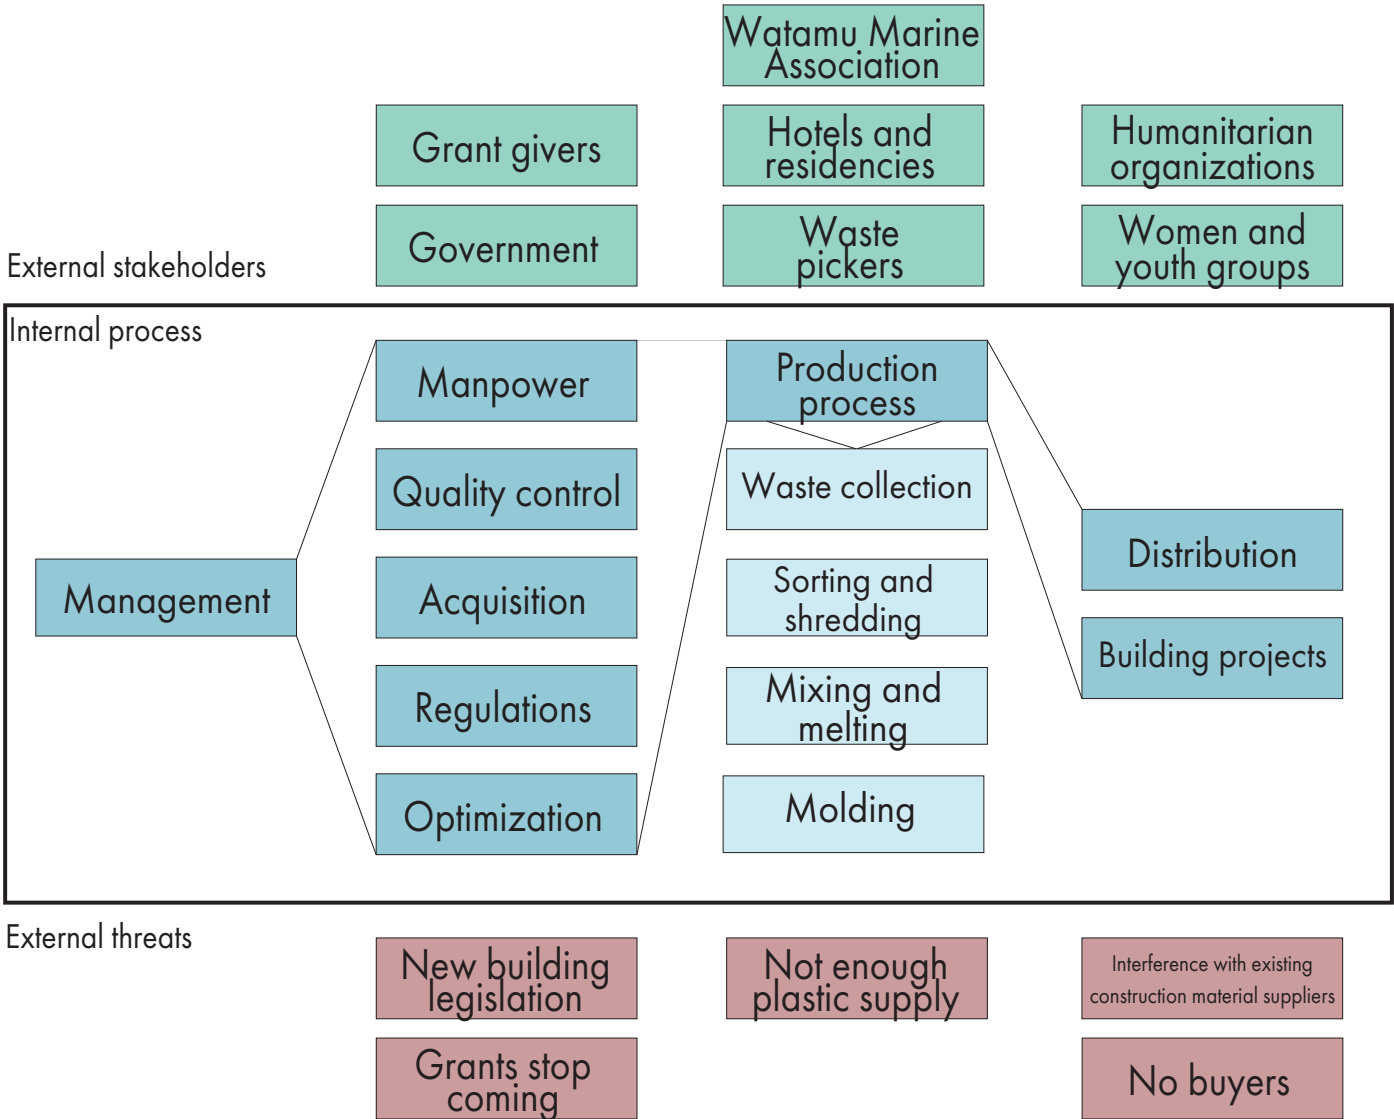 Watamu Marine
Association
Grant givers
Hotels and
residencies
Humanitarian
organizations
Government
Waste
pickers
Women and
youth groups
External stakeholders
Internal process
Manpower
Production
process
Quality control
Waste collection
Distribution
Management
Acquisition
Sorting and
shredding
Building projects
Regulations
Mixing and
melting
Optimization
Molding
External threats
New building
legislation
Not enough
plastic supply
Interference with existing
construction material suppliers
Grants stop
coming
No buyers